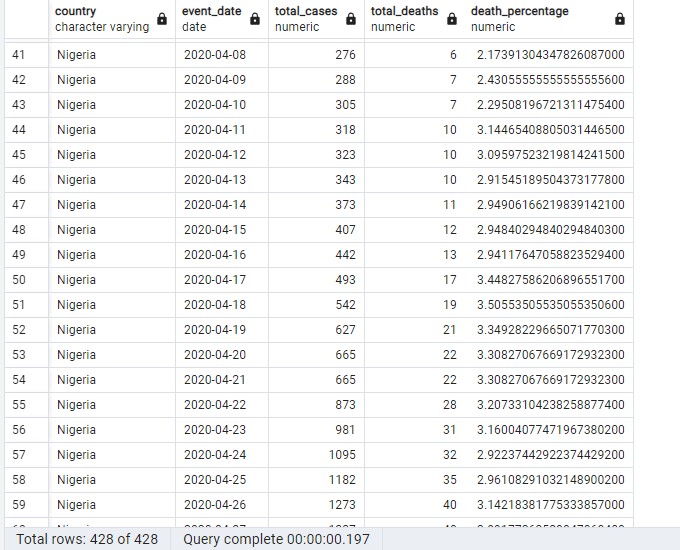 country event_date total_cases total_deaths death_percentage
character varying date numeric numeric numeric
41 Nigeria 2020-04-08 276 6 2.17391304347826087000
42 Nigeria 2020-04-09 288 7 2.43055555555555555600
43 Nigeria 2020-04-10 305 7 2.29508196721311475400
44 Nigeria 2020-04-11 318 10 3.14465408805031446500
45 Nigeria 2020-04-12 323 10 3.09597523219814241500
46 Nigeria 2020-04-13 343 10 2.91545189504373177800
47 Nigeria 2020-04-14 373 11 2.94906166219839142100
48 Nigeria 2020-04-15 407 12 2.94840294840294840300
49 Nigeria 2020-04-16 442 13 2.94117647058823529400
50 Nigeria 2020-04-17 493 17 3.44827586206896551700
51 Nigeria 2020-04-18 542 19 3.50553505535055350600
52 Nigeria 2020-04-19 627 21 3.34928229665071770300
53 Nigeria 2020-04-20 665 22 3.30827067669172932300
54 Nigeria 2020-04-21 665 22 3.30827067669172932300
55 Nigeria 2020-04-22 873 28 3.20733104238258877400
56 Nigeria 2020-04-23 981 31 3.16004077471967380200
57 Nigeria 2020-04-24 1095 32 2.92237442922374429200
58 Nigeria 2020-04-25 1182 35 2.96108291032148900200
59 Nigeria 2020-04-26 1273 40 3.14218381775333857000
Total rows: 428 of 428 Query complete 00:00:00.197